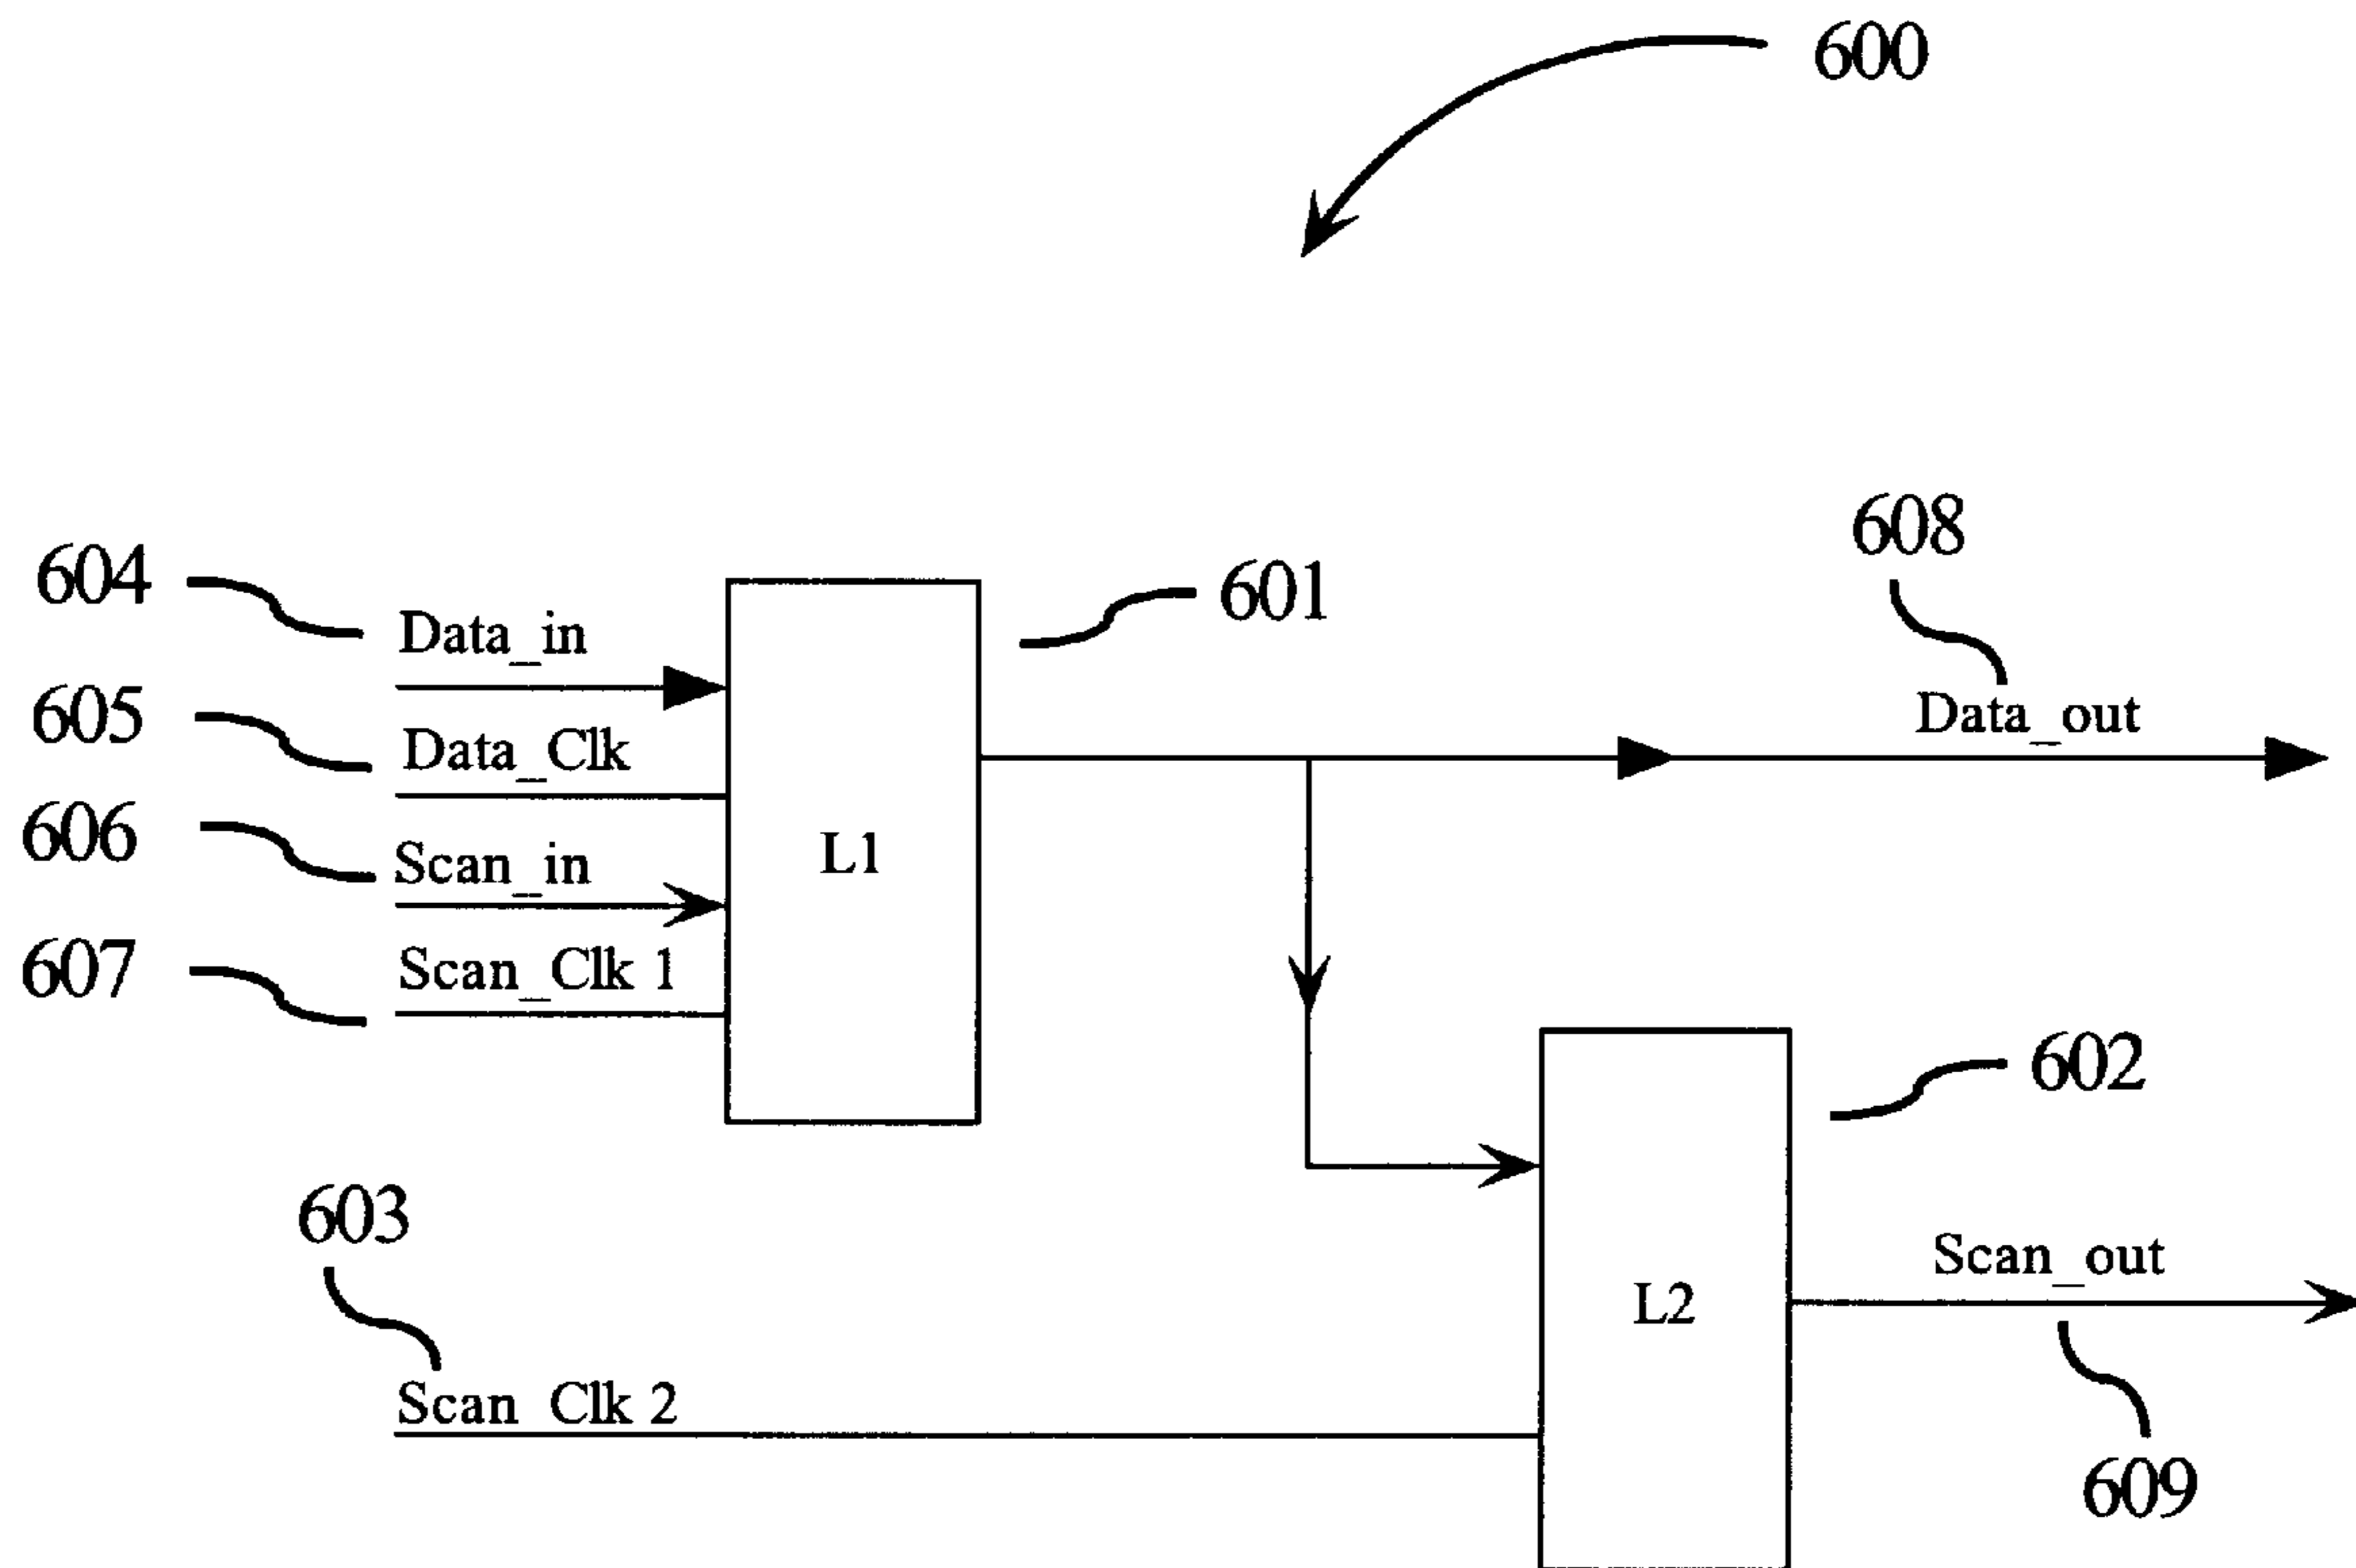 600
608
604
601
Data_in
605
Data_out
Data_Clk
606
L1
Scan_in
607
Scan_Clk 1
602
603
Scan_out
L2
Scan_Clk 2
609